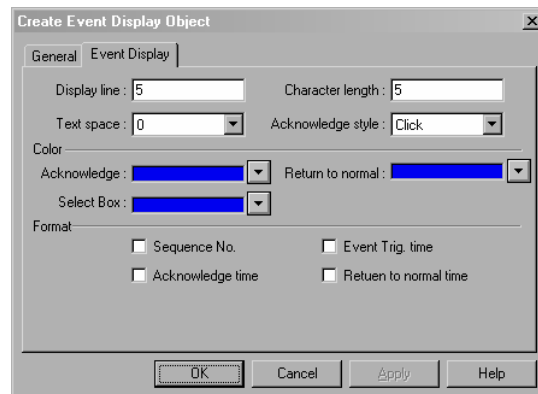 Create Event Display Object
General Event Display
Display line : 5 Character length : 5
Text space : 0 Acknowledge style : Click
Color
Acknowledge : Return to normal :
Select Box :
Format
Sequence No. Event Trig. time
Acknowledge time Retuen to normal time
OK Cancel Apply Help